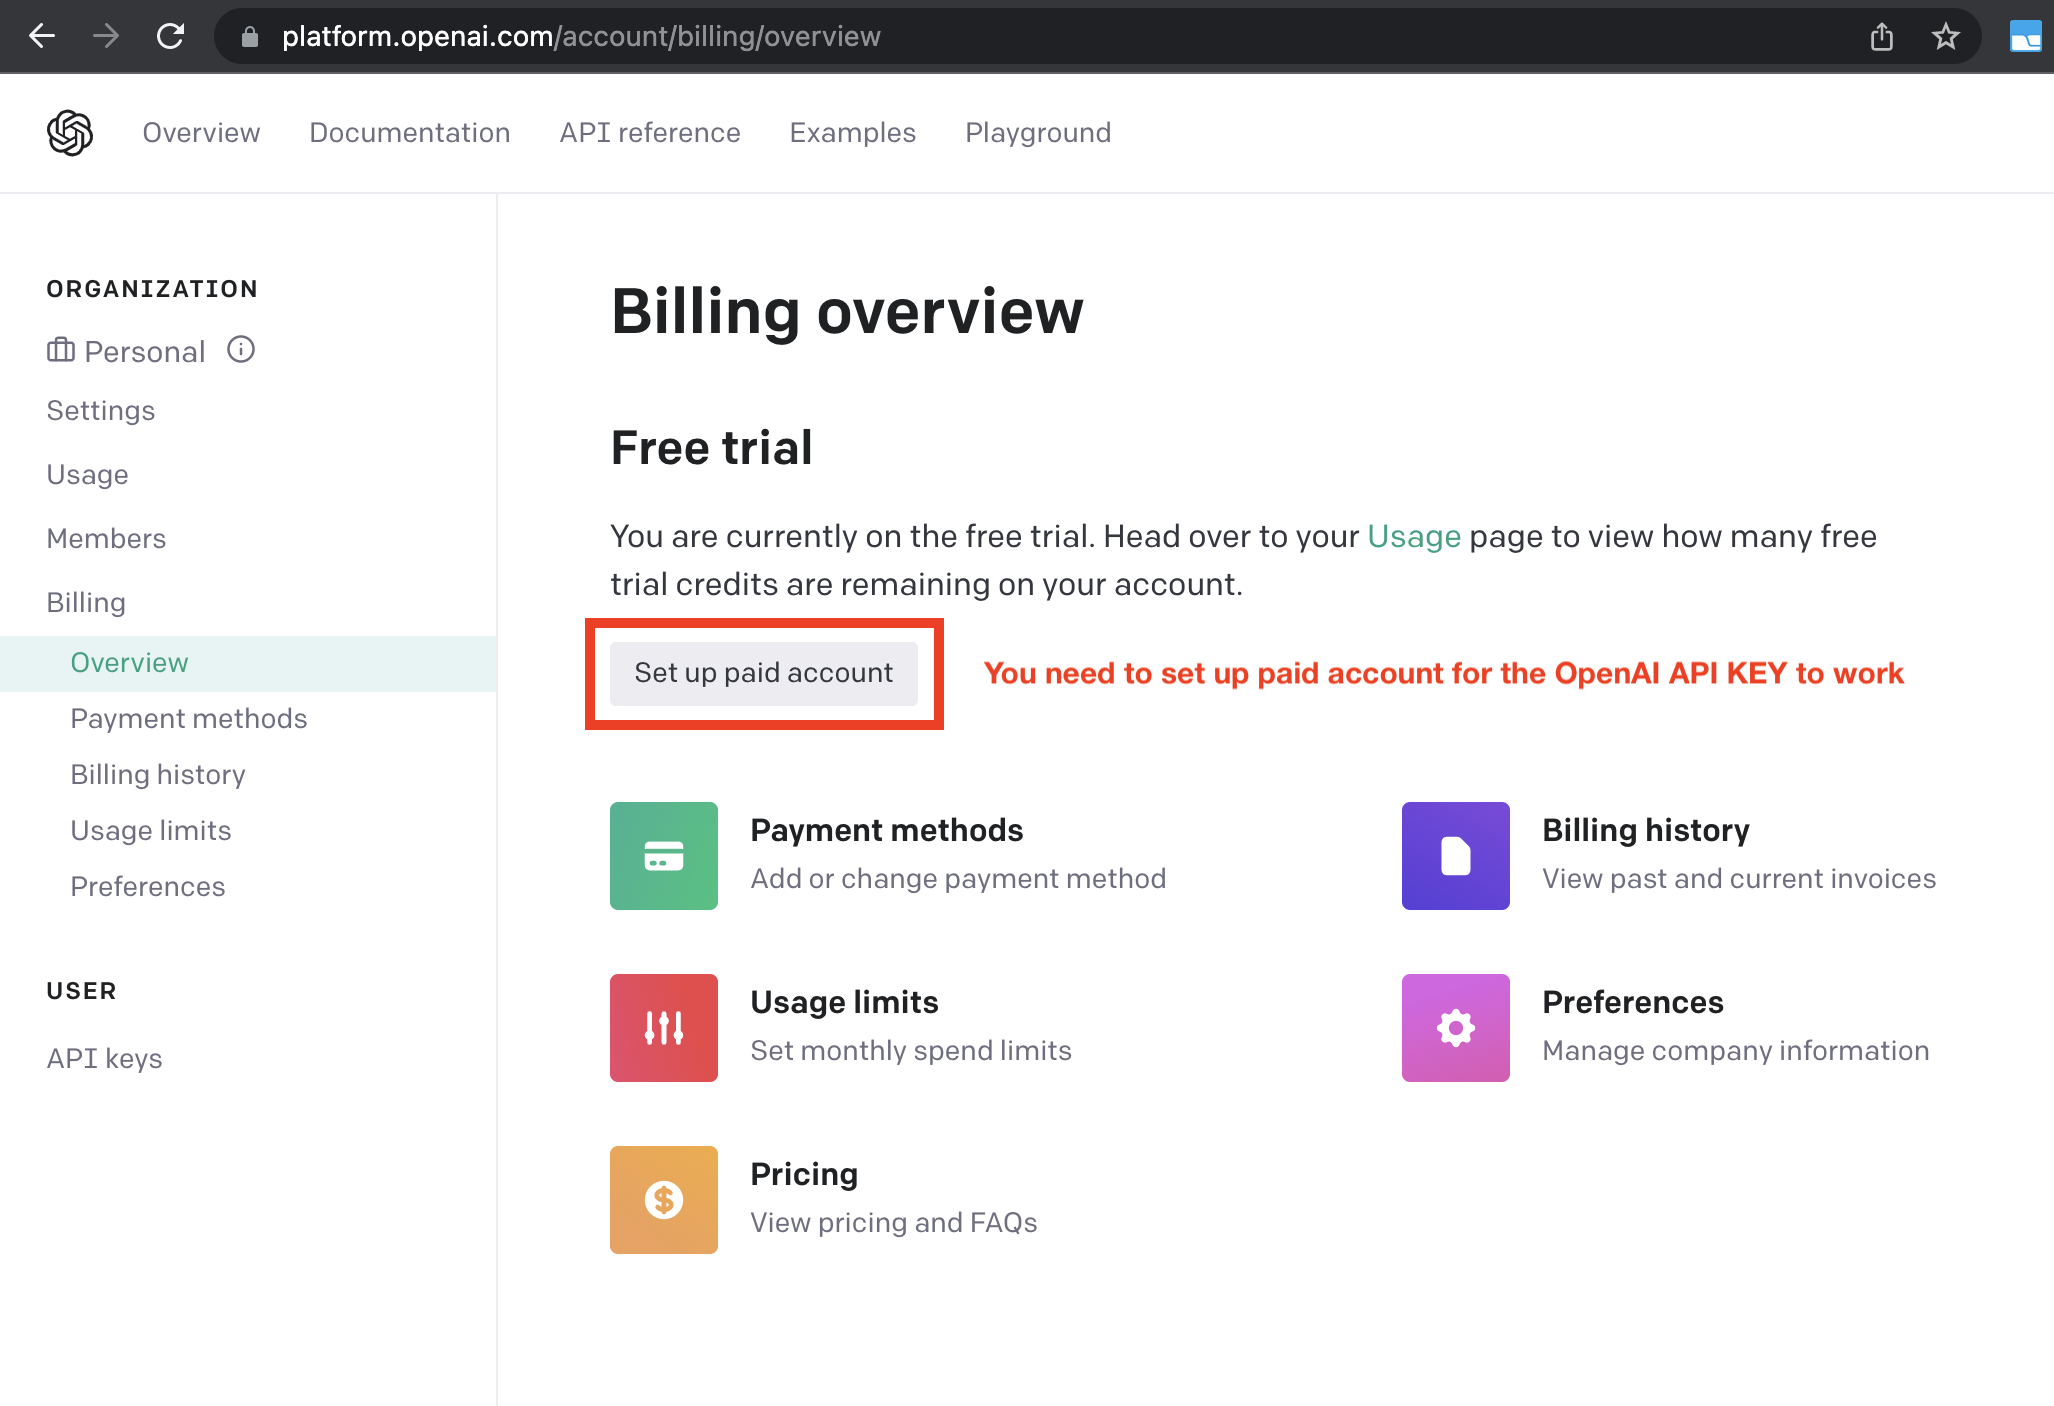 platform.openai.com/account/billing/overview
Overview Documentation API reference Examples Playground
ORGANIZATION
Personal
Settings
Usage
Members
Billing
Overview
Payment methods
Billing history
Usage limits
Preferences
USER
API keys
Billing overview
Free trial
You are currently on the free trial. Head over to your Usage page to view how many free
trial credits are remaining on your account.
Set up paid account
You need to set up paid account for the OpenAI API KEY to work
Payment methods
Add or change payment method
Billing history
View past and current invoices
Usage limits
Set monthly spend limits
Preferences
Manage company information
Pricing
View pricing and FAQs